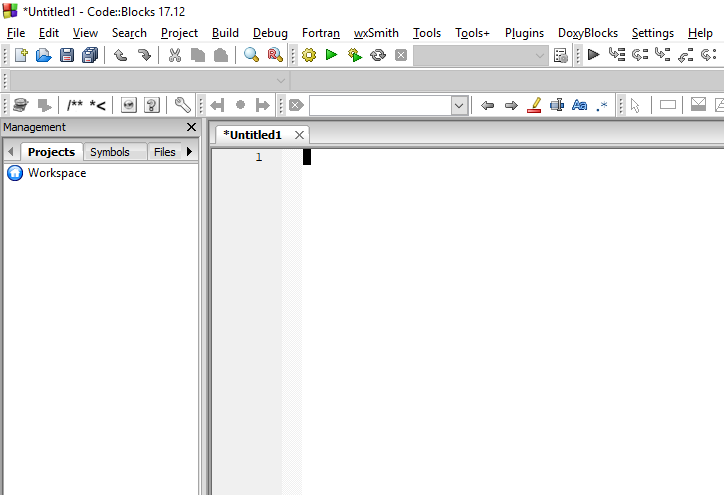 *Untitled1 - Code::Blocks 17.12
File Edit View Search Project Build Debug Fortran wxSmith Tools Tools+ Plugins DoxyBlocks Settings Help
/** *<
Aa .*
Management
*Untitled1
Projects Symbols Files
1
Workspace